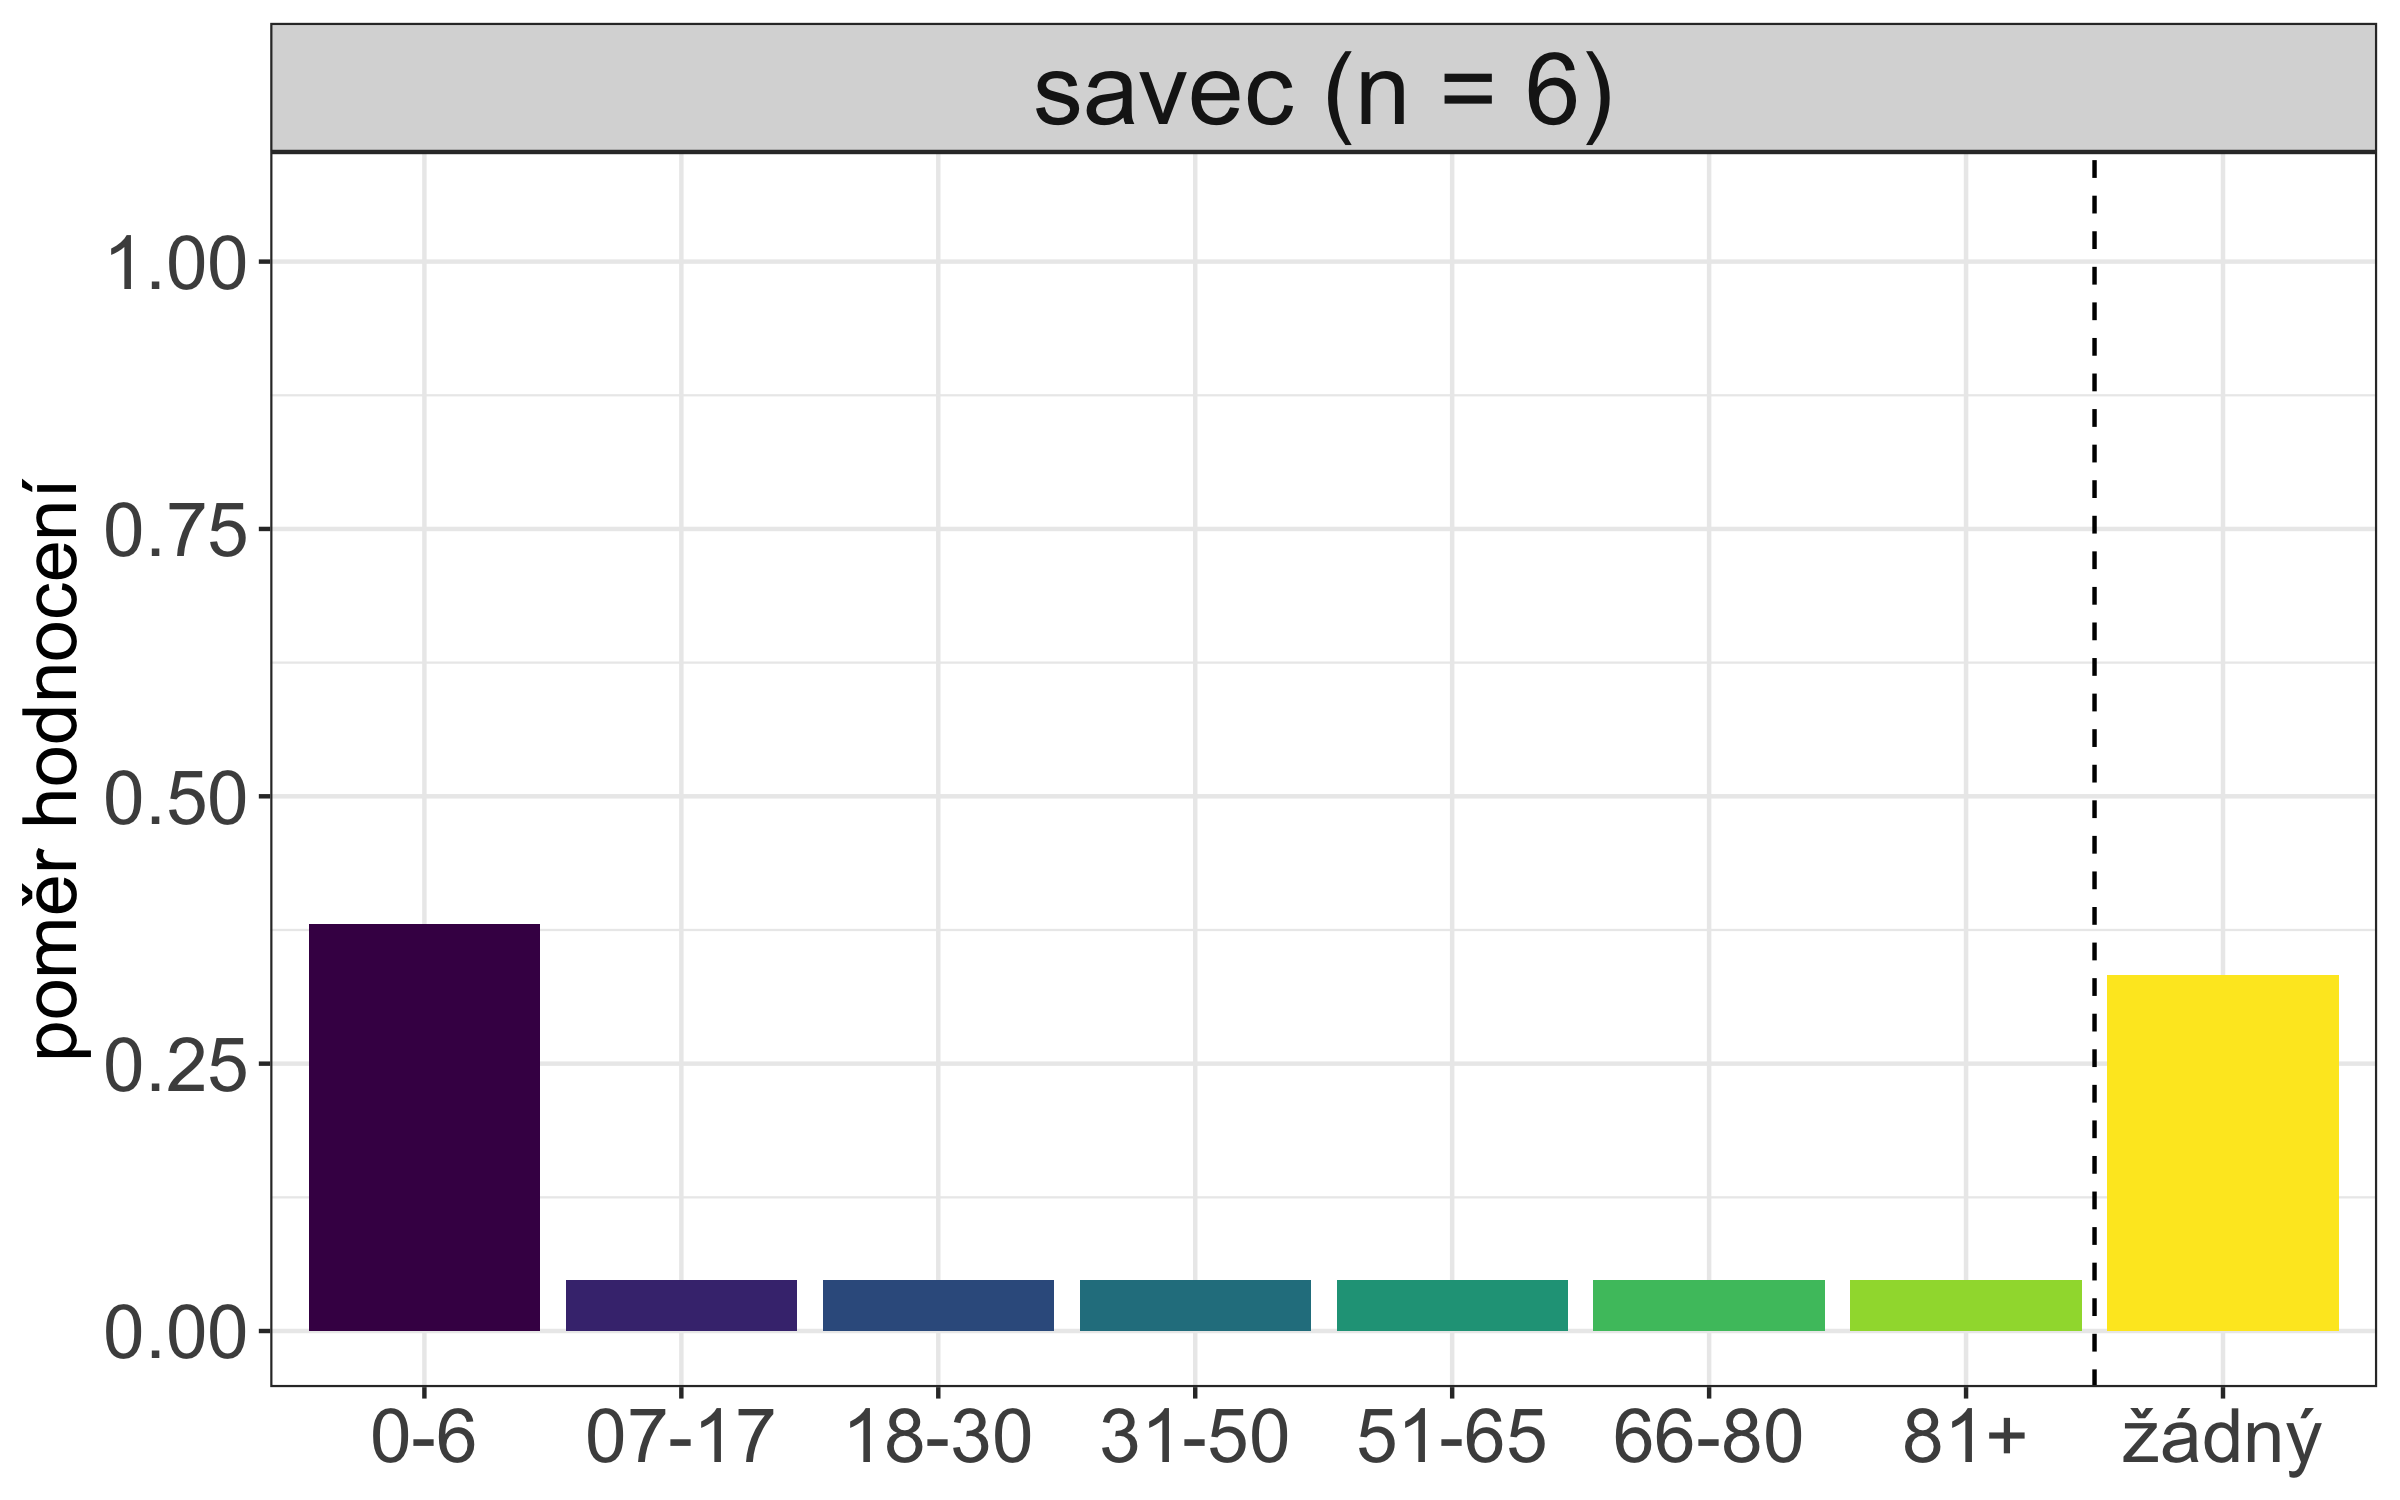 savec (n = 6)
poměr hodnocení
1.00
0.75
0.50
0.25
0.00
0-6 07-17 18-30 31-50 51-65 66-80 81+ žádný